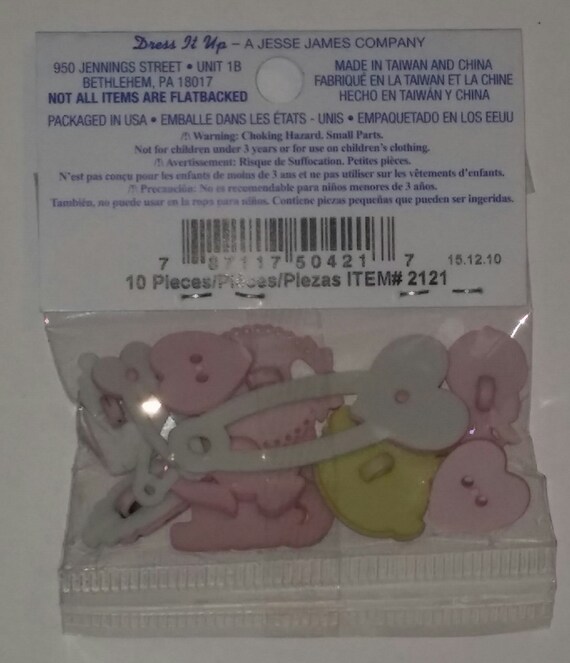 Dress It Up – A JESSE JAMES COMPANY
950 JENNINGS STREET • UNIT 1B
BETHLEHEM, PA 18017
NOT ALL ITEMS ARE FLATBACKED
MADE IN TAIWAN AND CHINA
FABRIQUÉ EN LA TAIWAN ET LA CHINE
HECHO EN TAIWÁN Y CHINA
PACKAGED IN USA • EMBALLE DANS LES ÉTATS - UNIS • EMPAQUETADO EN LOS EEUU
⚠ Warning: Choking Hazard. Small Parts.
Not for children under 3 years or for use on children's clothing.
⚠ Avertissement: Risque de Suffocation. Petites pièces.
N'est pas conçu pour les enfants de moins de 3 ans et ne pas utiliser sur les vêtements d'enfants.
⚠ Precaución: No es recomendable para niños menores de 3 años.
También, no puede usar en la ropa para niños. Contiene piezas pequeñas que pueden ser ingeridas.
7 87117 50421 7
15.12.10
10 Pieces/Pièces/Piezas ITEM# 2121